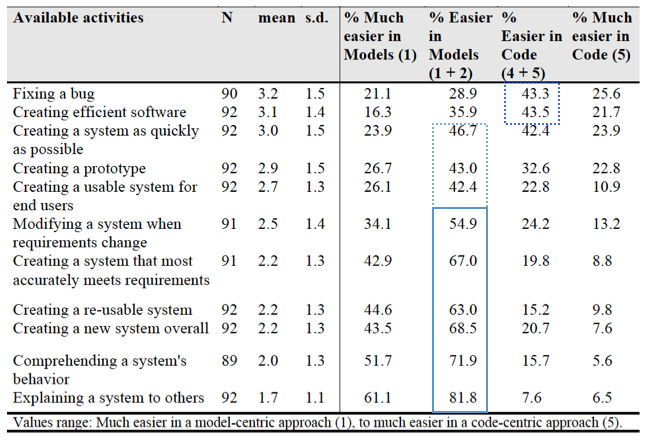 Available activities N mean s.d. % Much easier in Models (1) % Easier in Models (1 + 2) % Easier in Code (4 + 5) % Much easier in Code (5)
Fixing a bug 90 3.2 1.5 21.1 28.9 43.3 25.6
Creating efficient software 92 3.1 1.4 16.3 35.9 43.5 21.7
Creating a system as quickly 92 3.0 1.5 23.9 46.7 42.4 23.9
as possible
Creating a prototype 92 2.9 1.5 26.7 43.0 32.6 22.8
Creating a usable system for 92 2.7 1.3 26.1 42.4 22.8 10.9
end users
Modifying a system when 91 2.5 1.4 34.1 54.9 24.2 13.2
requirements change
Creating a system that most 91 2.2 1.3 42.9 67.0 19.8 8.8
accurately meets requirements
Creating a re-usable system 92 2.2 1.3 44.6 63.0 15.2 9.8
Creating a new system overall 92 2.2 1.3 43.5 68.5 20.7 7.6
Comprehending a system's 89 2.0 1.3 51.7 71.9 15.7 5.6
behavior
Explaining a system to others 92 1.7 1.1 61.1 81.8 7.6 6.5
Values range: Much easier in a model-centric approach (1), to much easier in a code-centric approach (5).